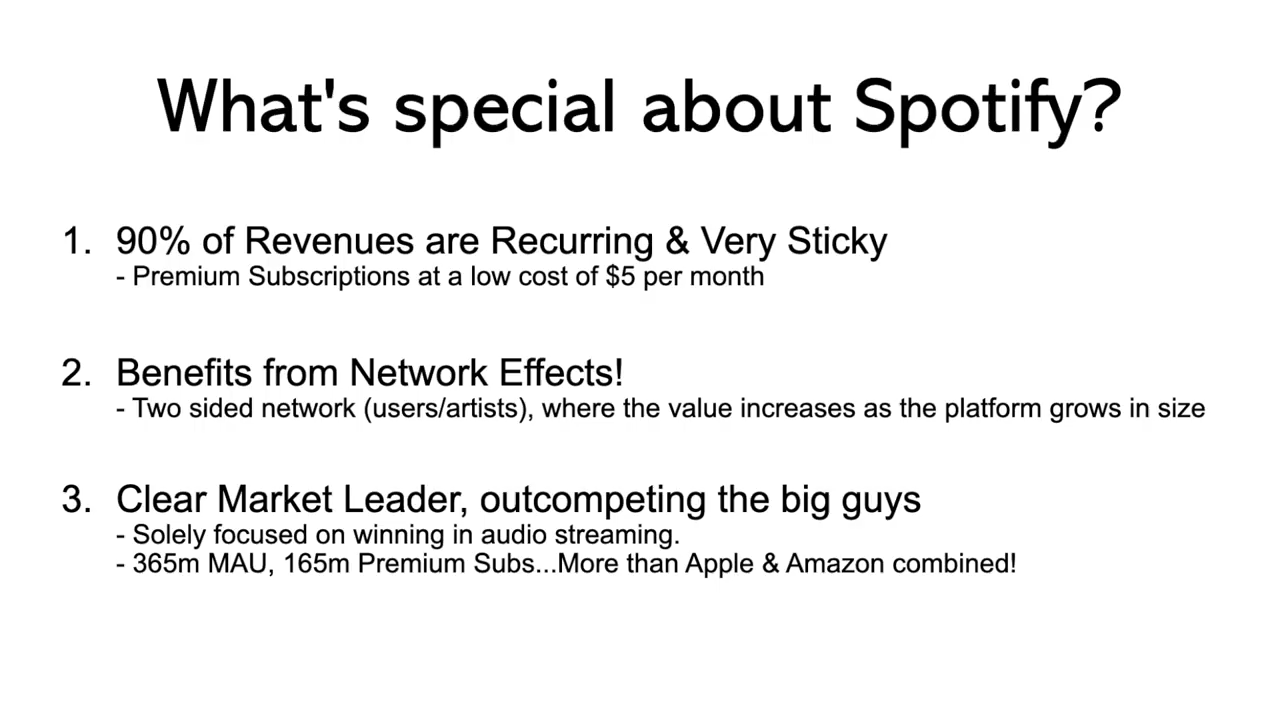 What's special about Spotify?
1. 90% of Revenues are Recurring & Very Sticky
- Premium Subscriptions at a low cost of $5 per month
2. Benefits from Network Effects!
- Two sided network (users/artists), where the value increases as the platform grows in size
3. Clear Market Leader, outcompeting the big guys
- Solely focused on winning in audio streaming.
- 365m MAU, 165m Premium Subs...More than Apple & Amazon combined!